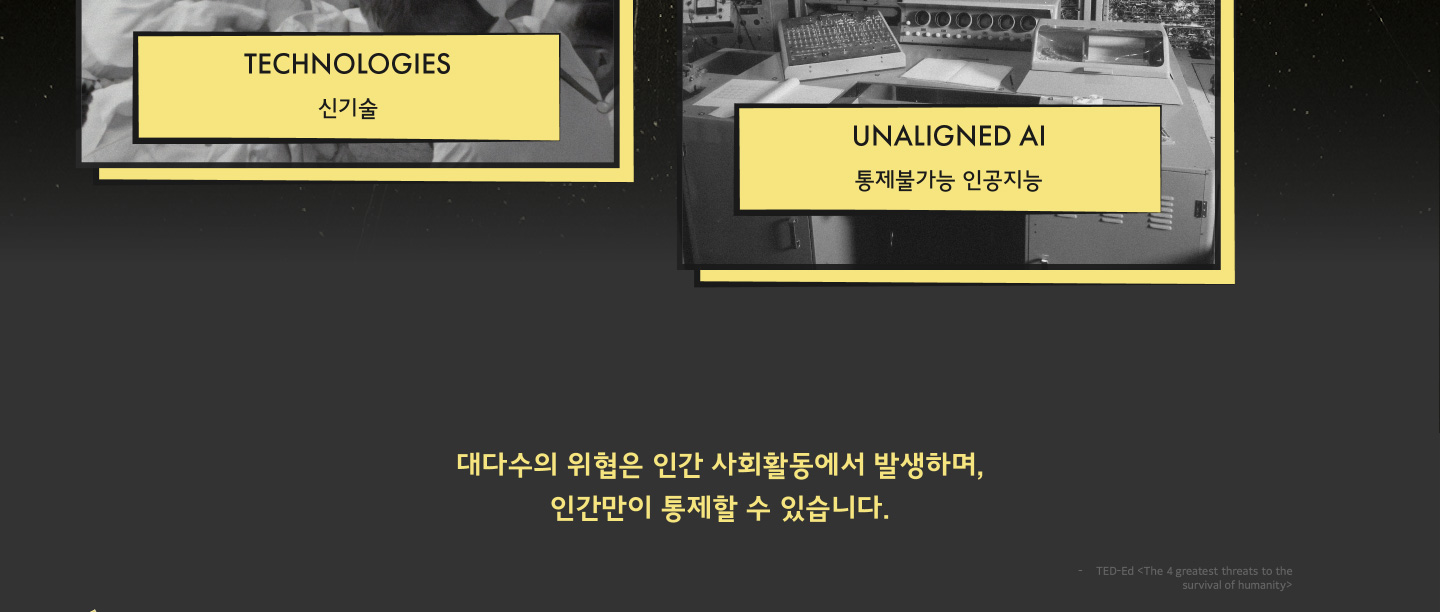 TECHNOLOGIES
신기술
UNALIGNED AI
통제불가능 인공지능
대다수의 위협은 인간 사회활동에서 발생하며,
인간만이 통제할 수 있습니다.
- TED-Ed <The 4 greatest threats to the
survival of humanity>